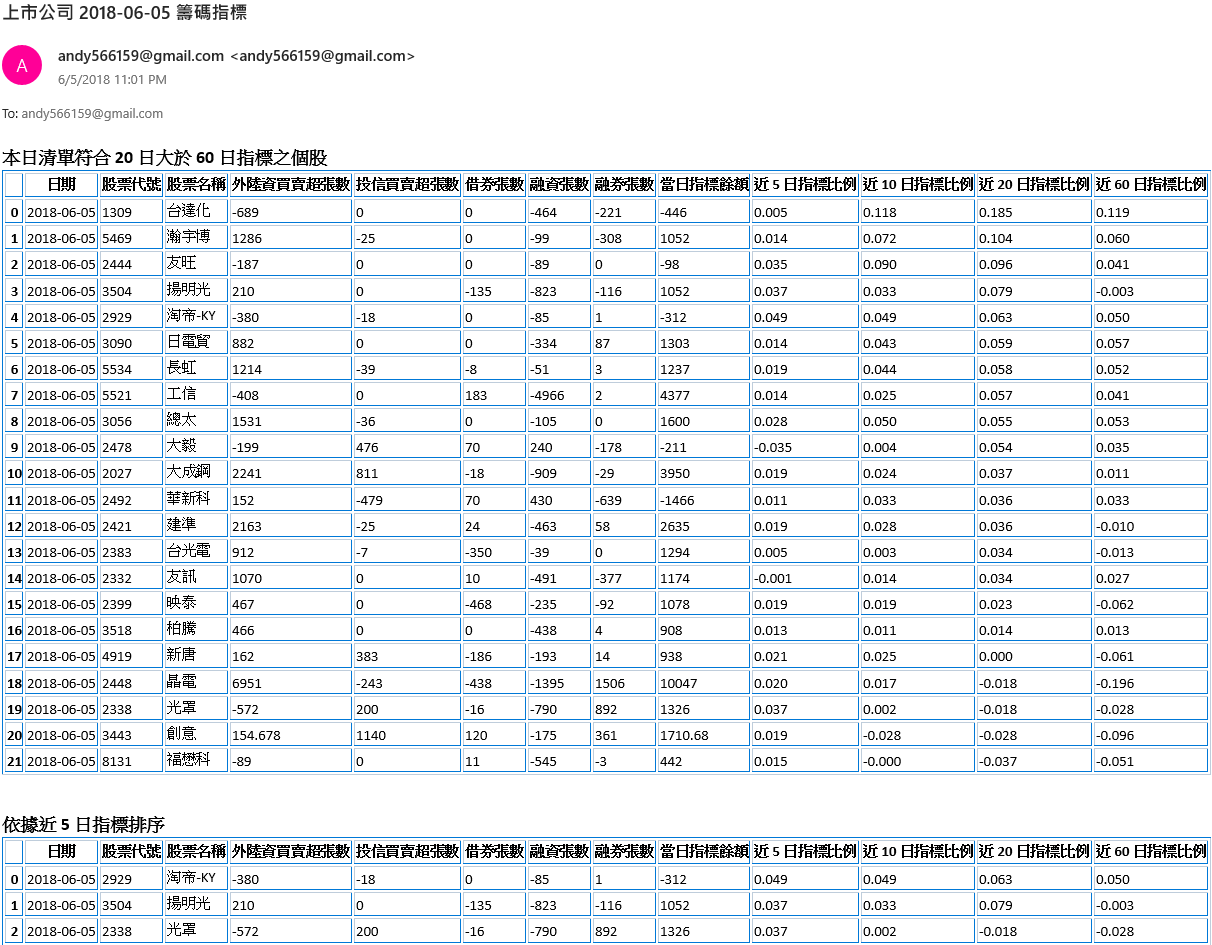 上市公司 2018-06-05 籌碼指標
A
andy566159@gmail.com <andy566159@gmail.com>
6/5/2018 11:01 PM
To: andy566159@gmail.com
本日清單符合 20 日大於 60 日指標之個股
日期 股票代號 股票名稱 外陸資買賣超張數 投信買賣超張數 借券張數 融資張數 融券張數 當日指標餘額 近 5 日指標比例 近 10 日指標比例 近 20 日指標比例 近 60 日指標比例
0 2018-06-05 1309 台達化 -689 0 0 -464 -221 -446 0.005 0.118 0.185 0.119
1 2018-06-05 5469 瀚宇博 1286 -25 0 -99 -308 1052 0.014 0.072 0.104 0.060
2 2018-06-05 2444 友旺 -187 0 0 -89 0 -98 0.035 0.090 0.096 0.041
3 2018-06-05 3504 揚明光 210 0 -135 -823 -116 1052 0.037 0.033 0.079 -0.003
4 2018-06-05 2929 淘帝-KY -380 -18 0 -85 1 -312 0.049 0.049 0.063 0.050
5 2018-06-05 3090 日電貿 882 0 0 -334 87 1303 0.014 0.043 0.059 0.057
6 2018-06-05 5534 長虹 1214 -39 -8 -51 3 1237 0.019 0.044 0.058 0.052
7 2018-06-05 5521 工信 -408 0 183 -4966 2 4377 0.014 0.025 0.057 0.041
8 2018-06-05 3056 總太 1531 -36 0 -105 0 1600 0.028 0.050 0.055 0.053
9 2018-06-05 2478 大毅 -199 476 70 240 -178 -211 -0.035 0.004 0.054 0.035
10 2018-06-05 2027 大成鋼 2241 811 -18 -909 -29 3950 0.019 0.024 0.037 0.011
11 2018-06-05 2492 華新科 152 -479 70 430 -639 -1466 0.011 0.033 0.036 0.033
12 2018-06-05 2421 建準 2163 -25 24 -463 58 2635 0.019 0.028 0.036 -0.010
13 2018-06-05 2383 台光電 912 -7 -350 -39 0 1294 0.005 0.003 0.034 -0.013
14 2018-06-05 2332 友訊 1070 0 10 -491 -377 1174 -0.001 0.014 0.034 0.027
15 2018-06-05 2399 映泰 467 0 -468 -235 -92 1078 0.019 0.019 0.023 -0.062
16 2018-06-05 3518 柏騰 466 0 0 -438 4 908 0.013 0.011 0.014 0.013
17 2018-06-05 4919 新唐 162 383 -186 -193 14 938 0.021 0.025 0.000 -0.061
18 2018-06-05 2448 晶電 6951 -243 -438 -1395 1506 10047 0.020 0.017 -0.018 -0.196
19 2018-06-05 2338 光罩 -572 200 -16 -790 892 1326 0.037 0.002 -0.018 -0.028
20 2018-06-05 3443 創意 154.678 1140 120 -175 361 1710.68 0.019 -0.028 -0.028 -0.096
21 2018-06-05 8131 福懋科 -89 0 11 -545 -3 442 0.015 -0.000 -0.037 -0.051
依據近 5 日指標排序
日期 股票代號 股票名稱 外陸資買賣超張數 投信買賣超張數 借券張數 融資張數 融券張數 當日指標餘額 近 5 日指標比例 近 10 日指標比例 近 20 日指標比例 近 60 日指標比例
0 2018-06-05 2929 淘帝-KY -380 -18 0 -85 1 -312 0.049 0.049 0.063 0.050
1 2018-06-05 3504 揚明光 210 0 -135 -823 -116 1052 0.037 0.033 0.079 -0.003
2 2018-06-05 2338 光罩 -572 200 -16 -790 892 1326 0.037 0.002 -0.018 -0.028